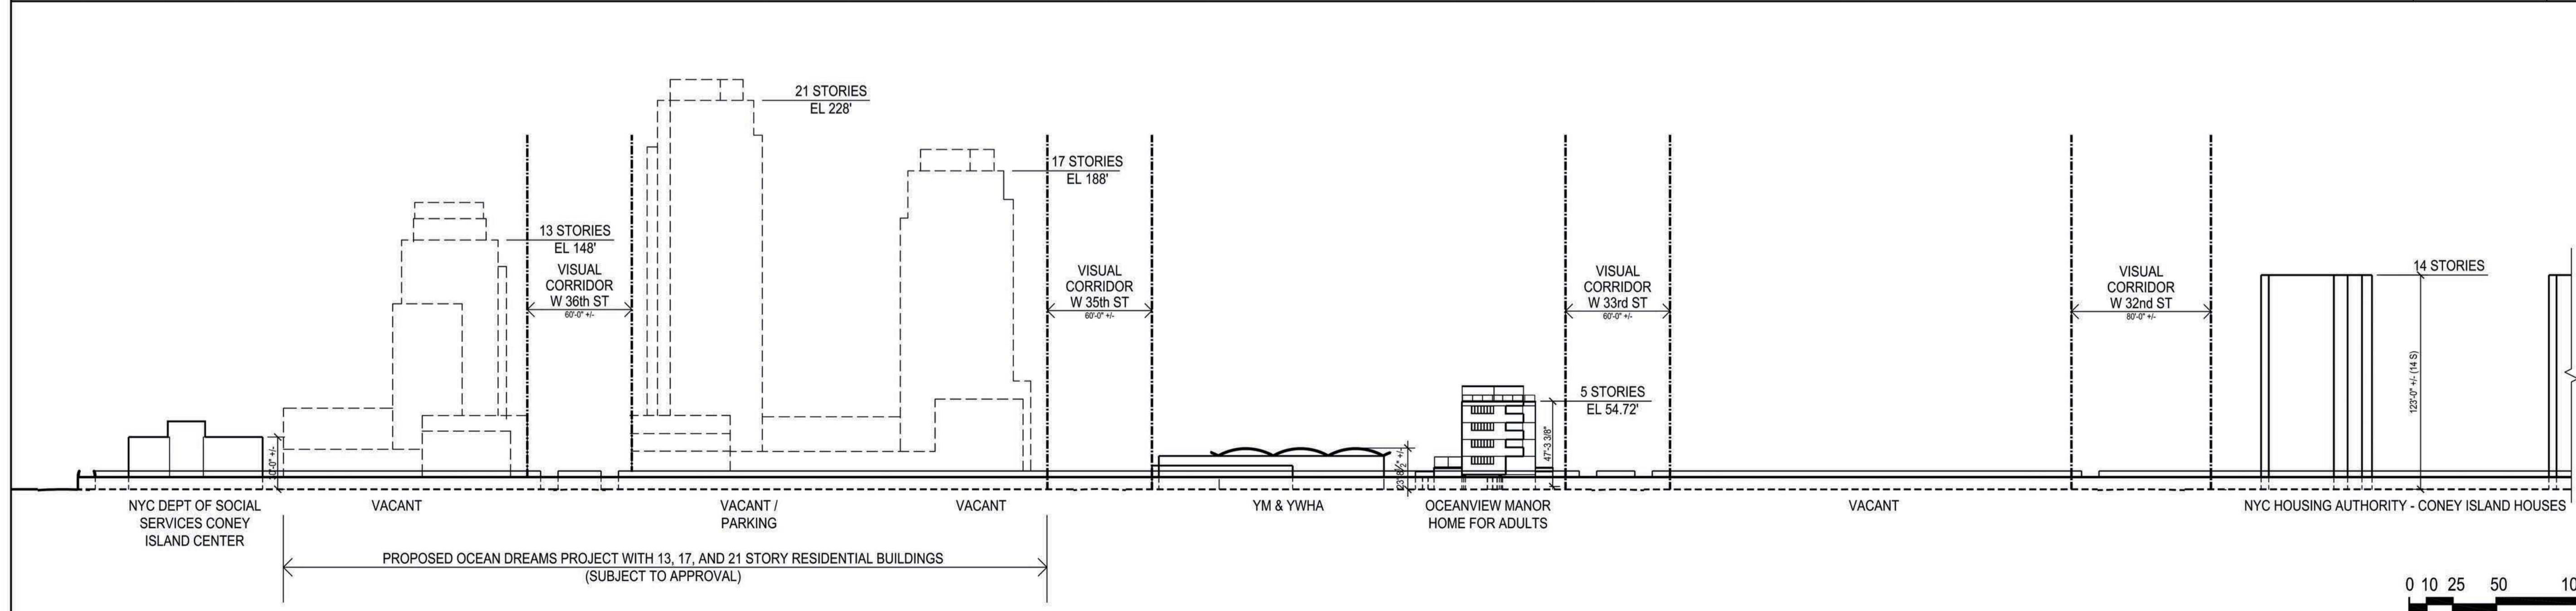 21 STORIES
EL 228'
17 STORIES
EL 188'
13 STORIES
EL 148'
VISUAL
CORRIDOR
W 36th ST
60'-0" +/-
VISUAL
CORRIDOR
W 35th ST
60'-0" +/-
VISUAL
CORRIDOR
W 33rd ST
60'-0" +/-
VISUAL
CORRIDOR
W 32nd ST
80'-0" +/-
14 STORIES
123'-0" +/- (14 S)
5 STORIES
EL 54.72'
47'-3 3/8"
NYC DEPT OF SOCIAL
SERVICES CONEY
ISLAND CENTER
VACANT
VACANT /
PARKING
VACANT
YM & YWHA
OCEANVIEW MANOR
HOME FOR ADULTS
VACANT
NYC HOUSING AUTHORITY - CONEY ISLAND HOUSES
PROPOSED OCEAN DREAMS PROJECT WITH 13, 17, AND 21 STORY RESIDENTIAL BUILDINGS
(SUBJECT TO APPROVAL)
0 10 25 50